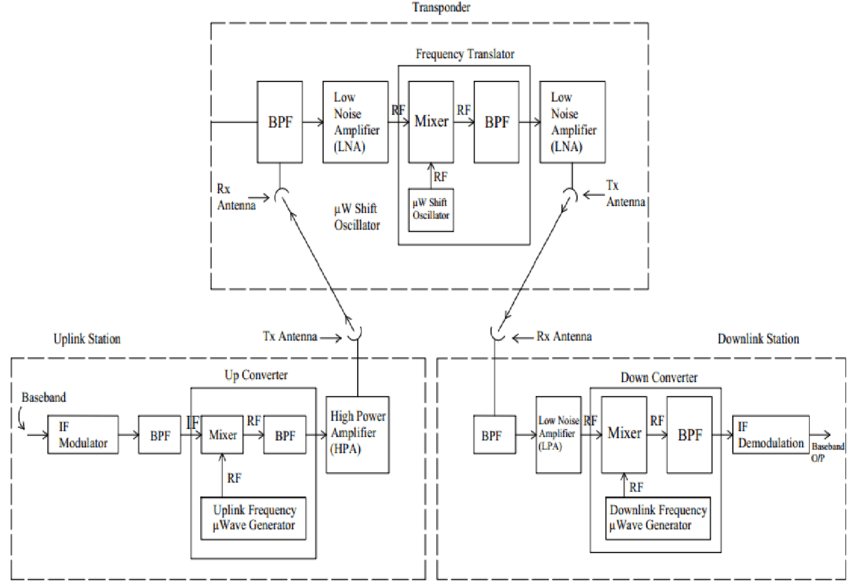 Transponder
Frequency Translator
BPF
Low
Noise
Amplifier
(LNA)
RF
Mixer
RF
BPF
Low
Noise
Amplifier
(LNA)
RF
µW Shift
Oscillator
Rx
Antenna
µW Shift
Oscillator
Tx
Antenna
Tx Antenna
Rx Antenna
Uplink Station
Downlink Station
Up Converter
Baseband
IF
Modulator
BPF
IF
Mixer
RF
BPF
High Power
Amplifier
(HPA)
RF
Uplink Frequency
µWave Generator
Down Converter
BPF
Low Noise
Amplifier
(LPA)
RF
Mixer
RF
BPF
IF
Demodulation
Baseband
O/P
RF
Downlink Frequency
µWave Generator